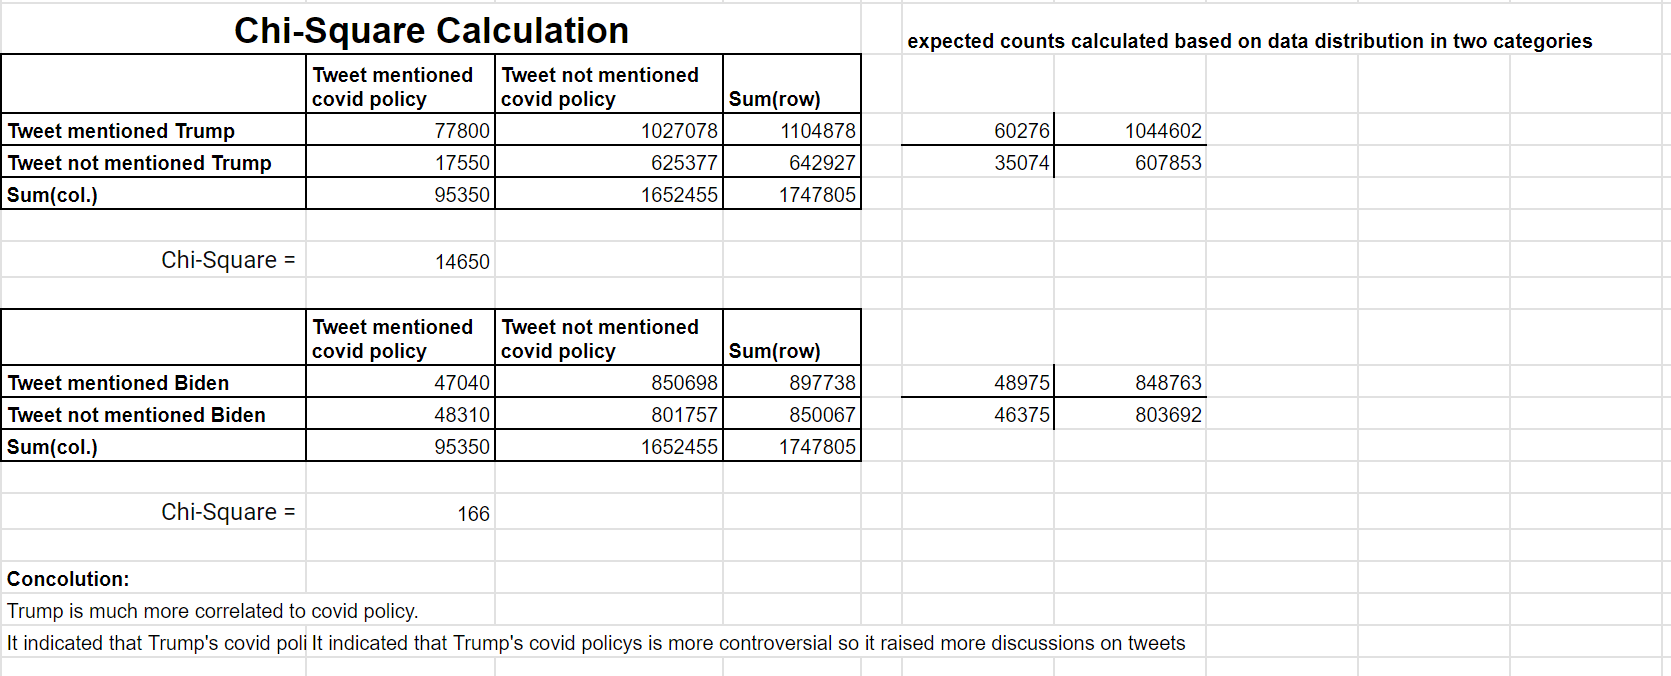 Chi-Square Calculation
expected counts calculated based on data distribution in two categories
Tweet mentioned covid policy Tweet not mentioned covid policy Sum(row)
Tweet mentioned Trump 77800 1027078 1104878 60276 1044602
Tweet not mentioned Trump 17550 625377 642927 35074 607853
Sum(col.) 95350 1652455 1747805
Chi-Square = 14650
Tweet mentioned covid policy Tweet not mentioned covid policy Sum(row)
Tweet mentioned Biden 47040 850698 897738 48975 848763
Tweet not mentioned Biden 48310 801757 850067 46375 803692
Sum(col.) 95350 1652455 1747805
Chi-Square = 166
Concolution:
Trump is much more correlated to covid policy.
It indicated that Trump's covid poli It indicated that Trump's covid policys is more controversial so it raised more discussions on tweets